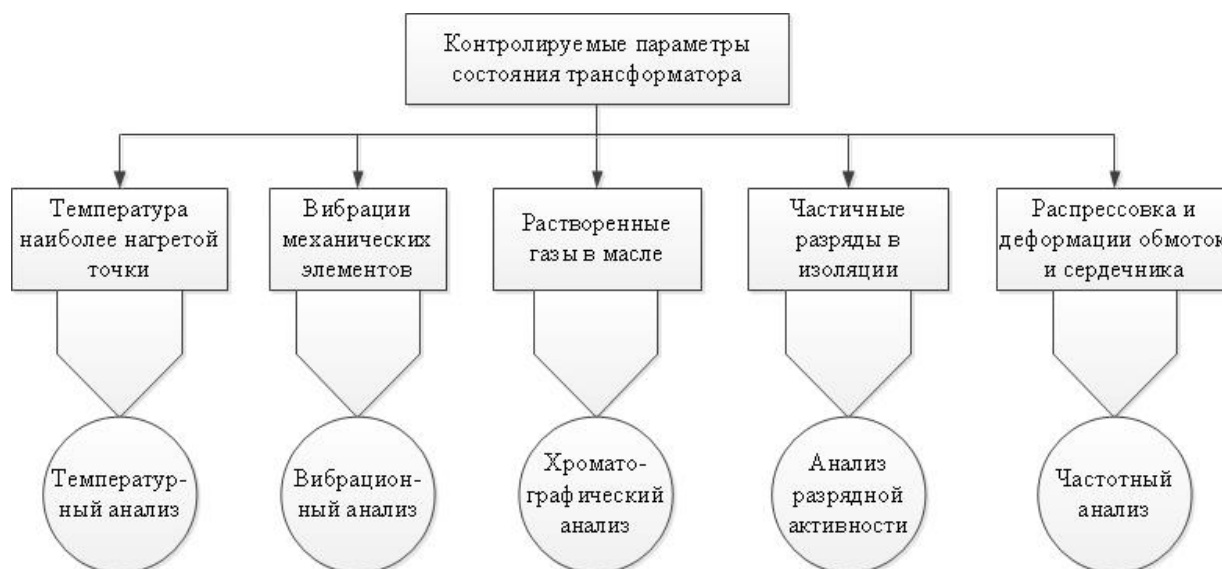 Контролируемые параметры
состояния трансформатора
Температура
наиболее нагретой
точки
Вибрации
механических
элементов
Растворенные
газы в масле
Частичные
разряды в
изоляции
Распрессовка и
деформации обмоток
и сердечника
Температур-
ный анализ
Вибрацион-
ный анализ
Хромато-
графический
анализ
Анализ
разрядной
активности
Частотный
анализ